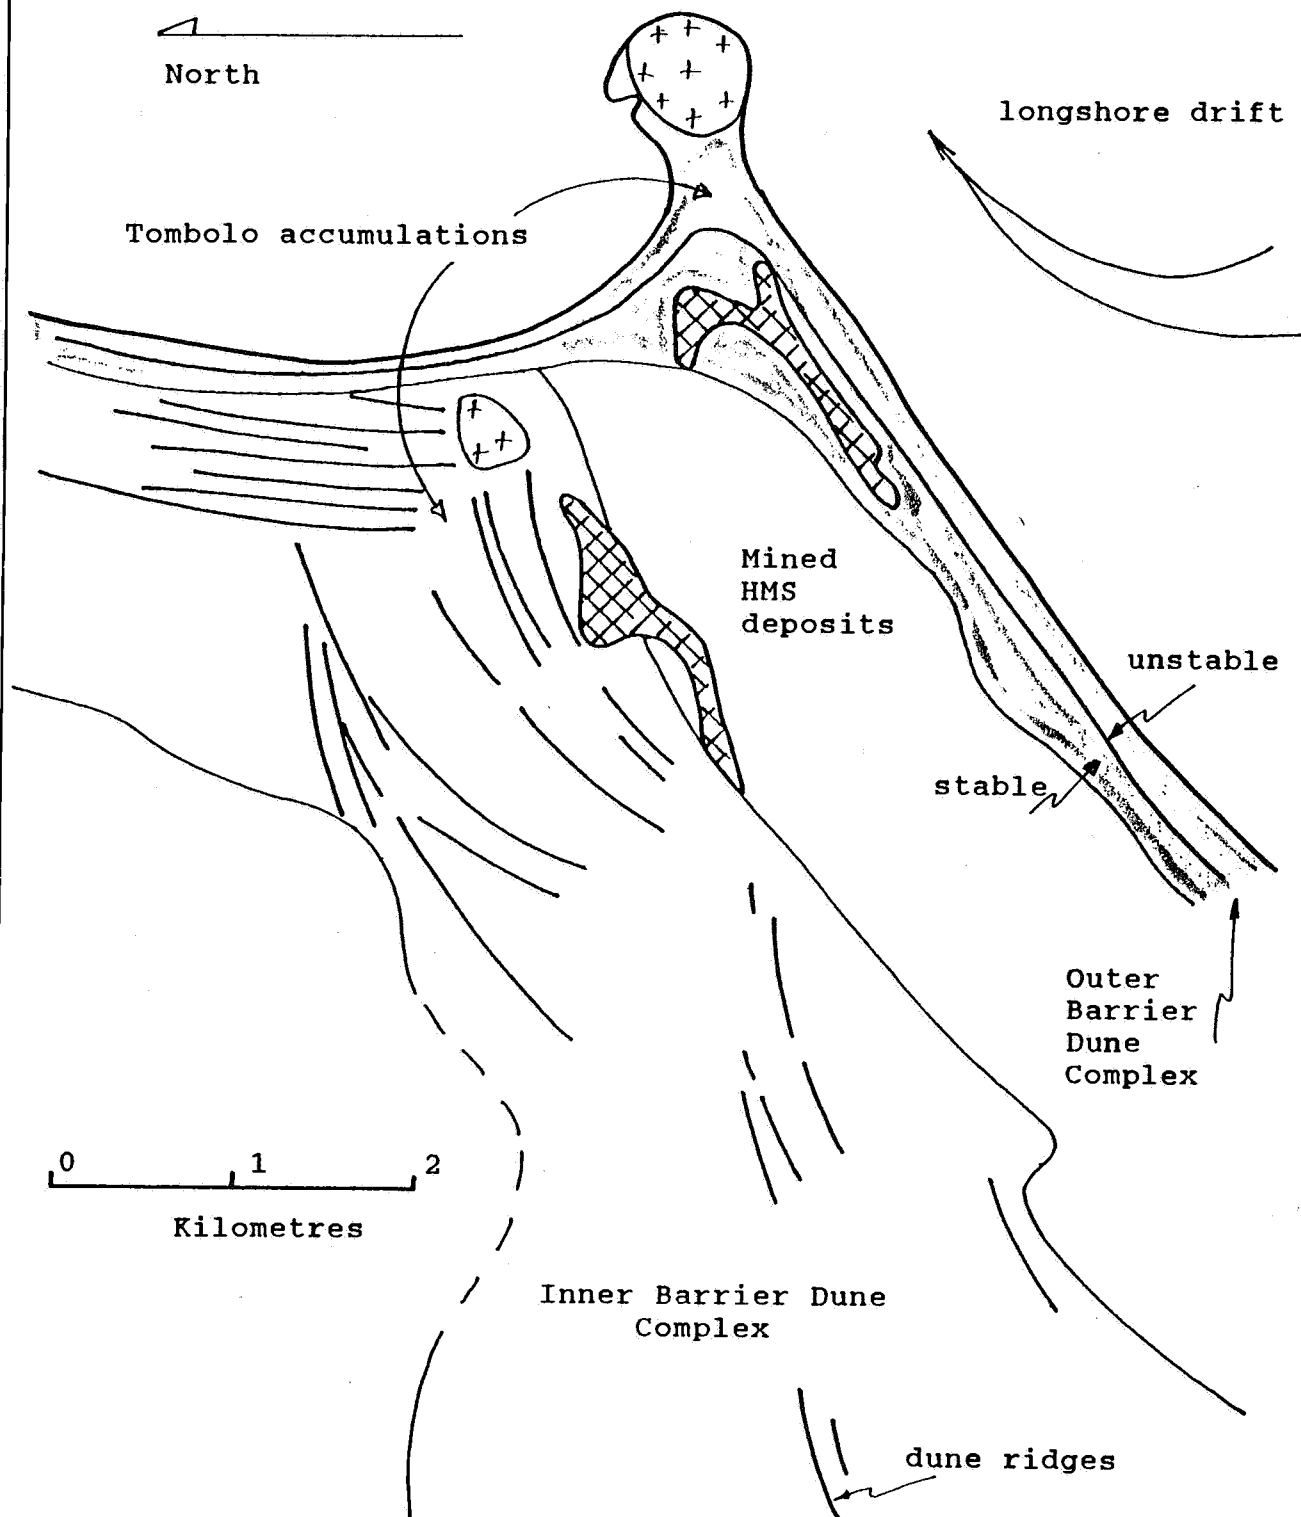 North
longshore drift
Tombolo accumulations
Mined
HMS
deposits
unstable
stable
Outer
Barrier
Dune
Complex
0 1 2
Kilometres
Inner Barrier Dune
Complex
dune ridges